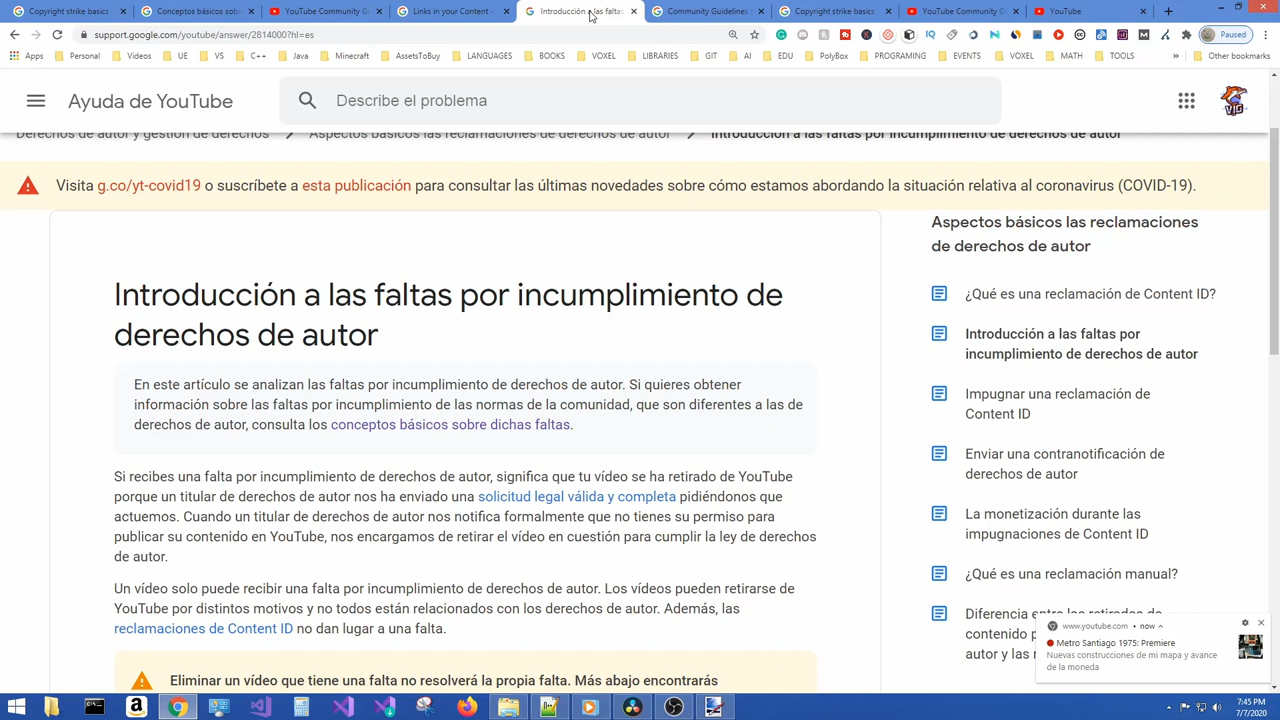 Copyright strike basics
Conceptos básicos sob
YouTube Community G
Links in your Content -
Introducción a las faltas
Community Guidelines
Copyright strike basics
YouTube Community G
YouTube
support.google.com/youtube/answer/2814000?hl=es
Paused
Apps
Personal
Videos
UE
VS
C++
Java
Minecraft
AssetsToBuy
LANGUAGES
BOOKS
VOXEL
LIBRARIES
GIT
AI
EDU
PolyBox
PROGRAMING
EVENTS
VOXEL
MATH
TOOLS
Other bookmarks
Ayuda de YouTube
Describe el problema
Derechos de autor y gestión de derechos
Aspectos básicos las reclamaciones de derechos de autor
Introducción a las faltas por incumplimiento de derechos de autor
Visita g.co/yt-covid19 o suscríbete a esta publicación para consultar las últimas novedades sobre cómo estamos abordando la situación relativa al coronavirus (COVID-19).
Introducción a las faltas por incumplimiento de
derechos de autor
En este artículo se analizan las faltas por incumplimiento de derechos de autor. Si quieres obtener
información sobre las faltas por incumplimiento de las normas de la comunidad, que son diferentes a las de
derechos de autor, consulta los conceptos básicos sobre dichas faltas.
Si recibes una falta por incumplimiento de derechos de autor, significa que tu vídeo se ha retirado de YouTube
porque un titular de derechos de autor nos ha enviado una solicitud legal válida y completa pidiéndonos que
actuemos. Cuando un titular de derechos de autor nos notifica formalmente que no tienes su permiso para
publicar su contenido en YouTube, nos encargamos de retirar el vídeo en cuestión para cumplir la ley de derechos
de autor.
Un vídeo solo puede recibir una falta por incumplimiento de derechos de autor. Los vídeos pueden retirarse de
YouTube por distintos motivos y no todos están relacionados con los derechos de autor. Además, las
reclamaciones de Content ID no dan lugar a una falta.
Eliminar un vídeo que tiene una falta no resolverá la propia falta. Más abajo encontrarás
Aspectos básicos las reclamaciones
de derechos de autor
¿Qué es una reclamación de Content ID?
Introducción a las faltas por
incumplimiento de derechos de autor
Impugnar una reclamación de
Content ID
Enviar una contranotificación de
derechos de autor
La monetización durante las
impugnaciones de Content ID
¿Qué es una reclamación manual?
Diferencia entre los retirados de
contenido p
autor y las r
www.youtube.com • now
Metro Santiago 1975: Premiere
Nuevas construcciones de mi mapa y avance
de la moneda
7:45 PM
7/7/2020